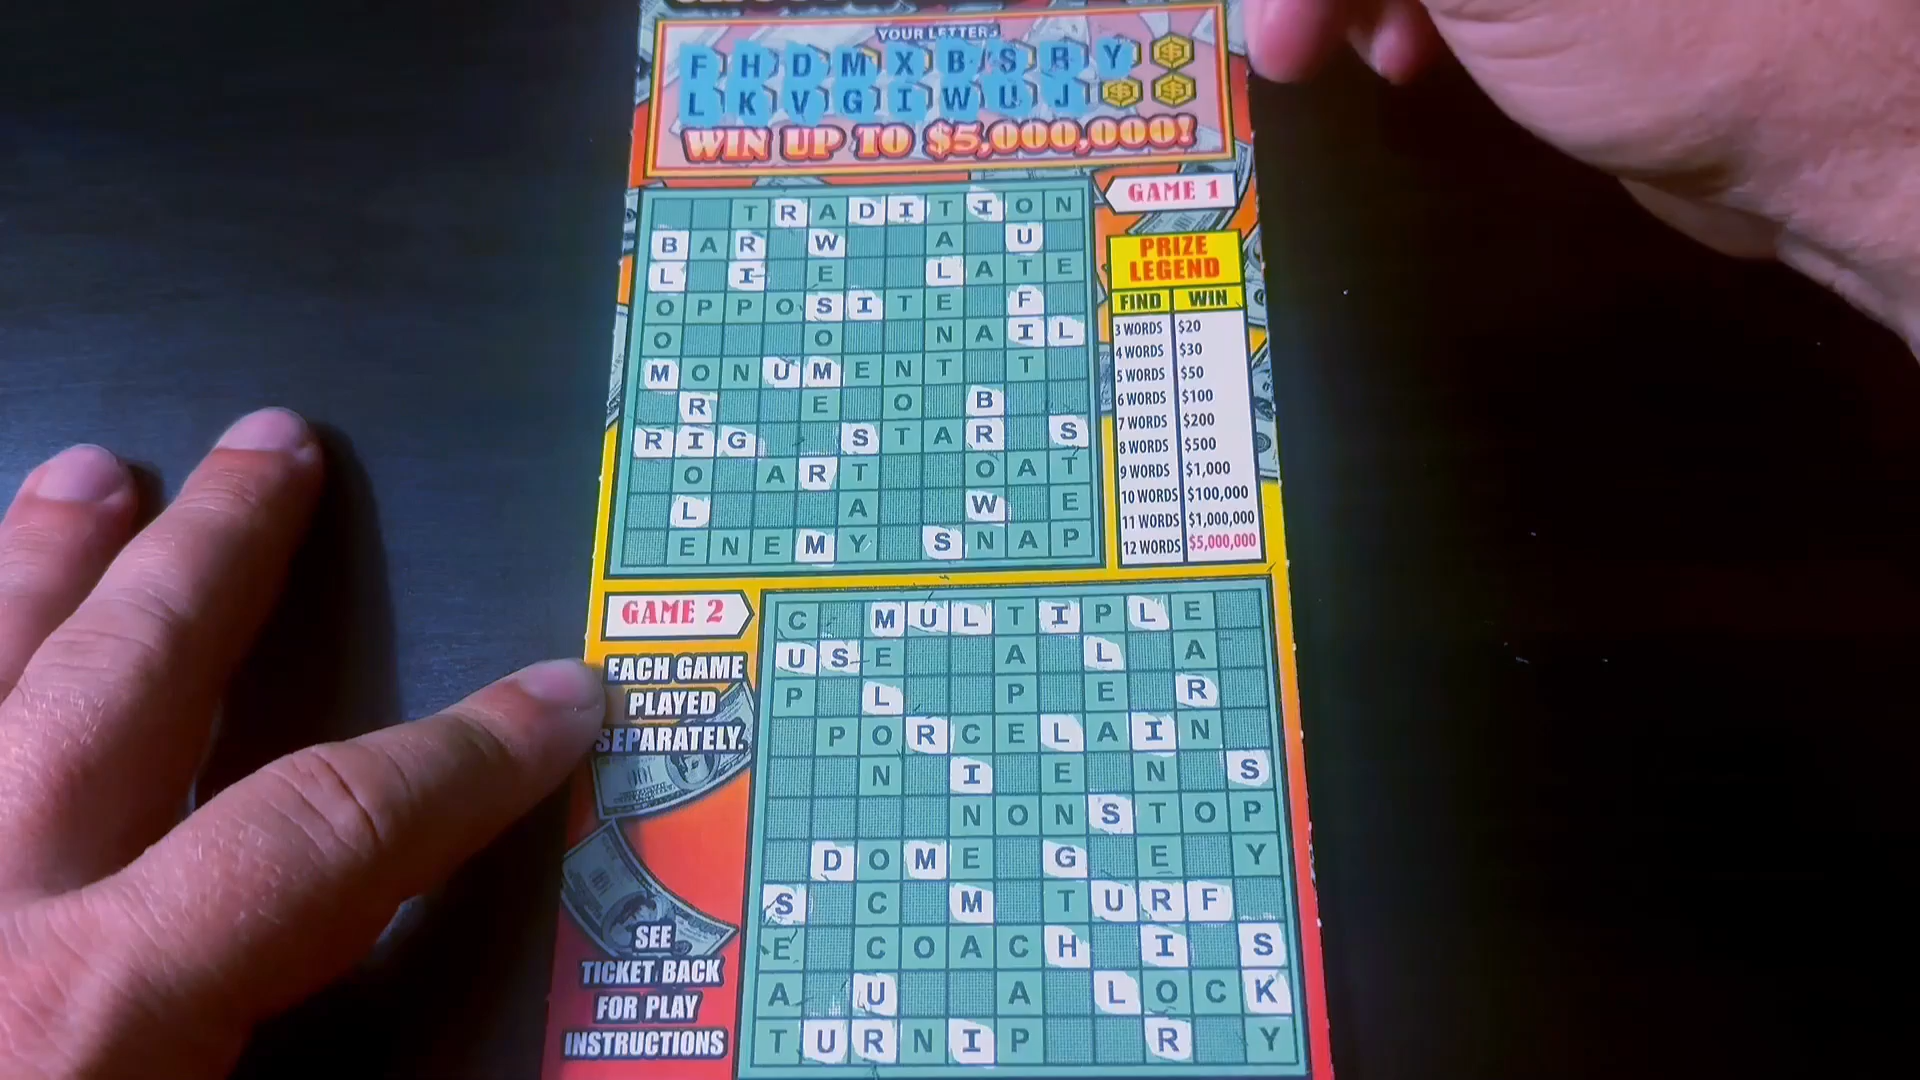 YOUR LETTERS
F H D M X B S R Y
L K V G I W U J
WIN UP TO $5,000,000!
GAME 1
T R A D I T I O N
B A R W A U
L I E L A T E
O P P O S I T E F
O O N A I L
M O N U M E N T T
R E O B
R I G S T A R S
O A R T O A T
L A W E
E N E M Y S N A P
PRIZE
LEGEND
FIND WIN
3 WORDS $20
4 WORDS $30
5 WORDS $50
6 WORDS $100
7 WORDS $200
8 WORDS $500
9 WORDS $1,000
10 WORDS $100,000
11 WORDS $1,000,000
12 WORDS $5,000,000
GAME 2
EACH GAME
PLAYED
SEPARATELY.
SEE
TICKET BACK
FOR PLAY
INSTRUCTIONS
C M U L T I P L E
U S E A L A
P L P E R
P O R C E L A I N
N I E N S
N O N S T O P
D O M E G E Y
S C M T U R F
E C O A C H I S
A U A L O C K
T U R N I P R Y